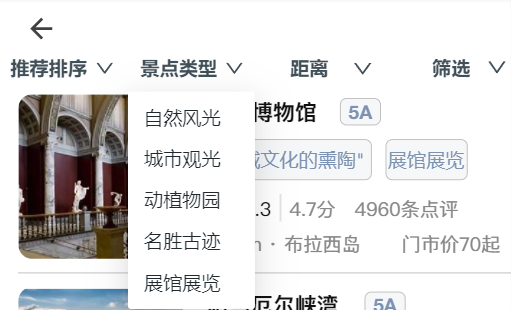 推荐排序 景点类型 距离 筛选
自然风光
城市观光
动植物园
名胜古迹
展馆展览
博物馆 5A
文化的熏陶" 展馆展览
.3 4.7分 4960条点评
· 布拉西岛 门市价70起
厄尔峡湾 5A